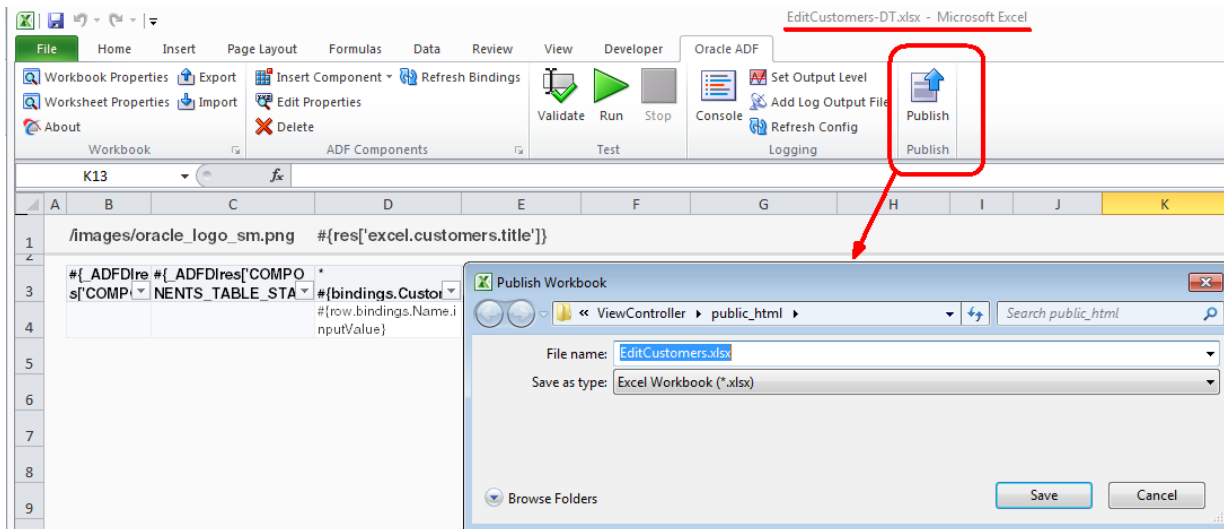 EditCustomers-DT.xlsx - Microsoft Excel
File Home Insert Page Layout Formulas Data Review View Developer Oracle ADF
Workbook Properties Export Insert Component Refresh Bindings Set Output Level
Worksheet Properties Import Edit Properties Add Log Output File
About Delete Validate Run Stop Console Refresh Config Publish
Workbook ADF Components Test Logging Publish
K13 fx
A B C D E F G H I J K
1 /images/oracle_logo_sm.png #{res['excel.customers.title']}
2
#{_ADFDIre #{_ADFDIres['COMPO *
3 s['COMP NENTS_TABLE_STA #{bindings.Custor
#{row.bindings.Name.i
4 nputValue}
5
6
7
8
9
Publish Workbook
« ViewController public_html Search public_html
File name: EditCustomers.xlsx
Save as type: Excel Workbook (*.xlsx)
Browse Folders Save Cancel